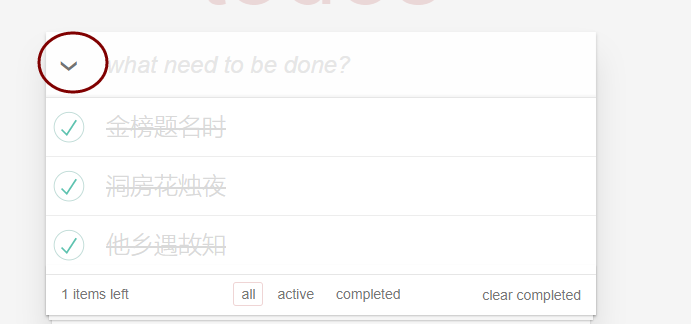 todos
what need to be done?
金榜题名时
洞房花烛夜
他乡遇故知
1 items left all active completed clear completed